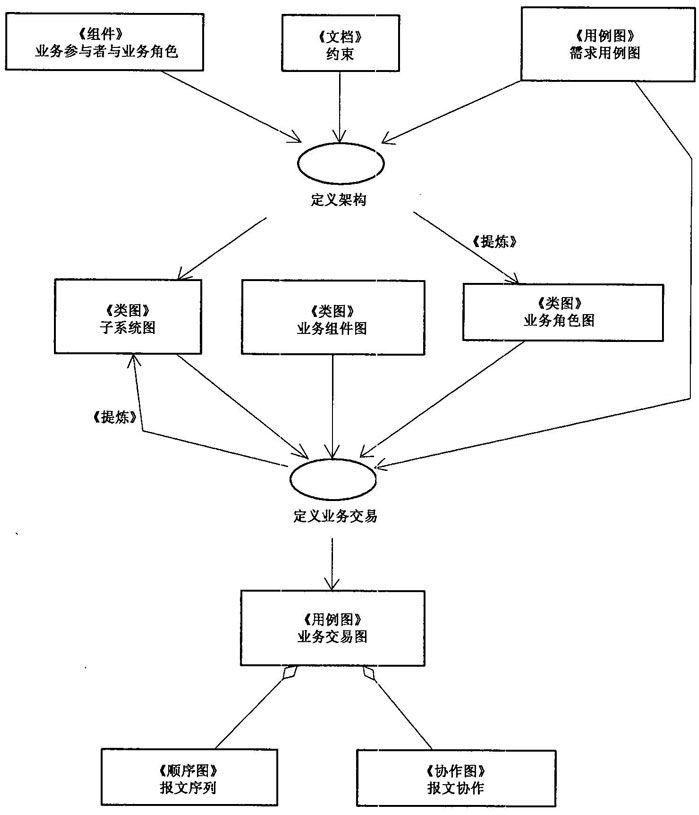 《组件》
业务参与者与业务角色
《文档》
约束
《用例图》
需求用例图
定义架构
《提炼》
《类图》
子系统图
《类图》
业务组件图
《类图》
业务角色图
《提炼》
定义业务交易
《用例图》
业务交易图
《顺序图》
报文序列
《协作图》
报文协作